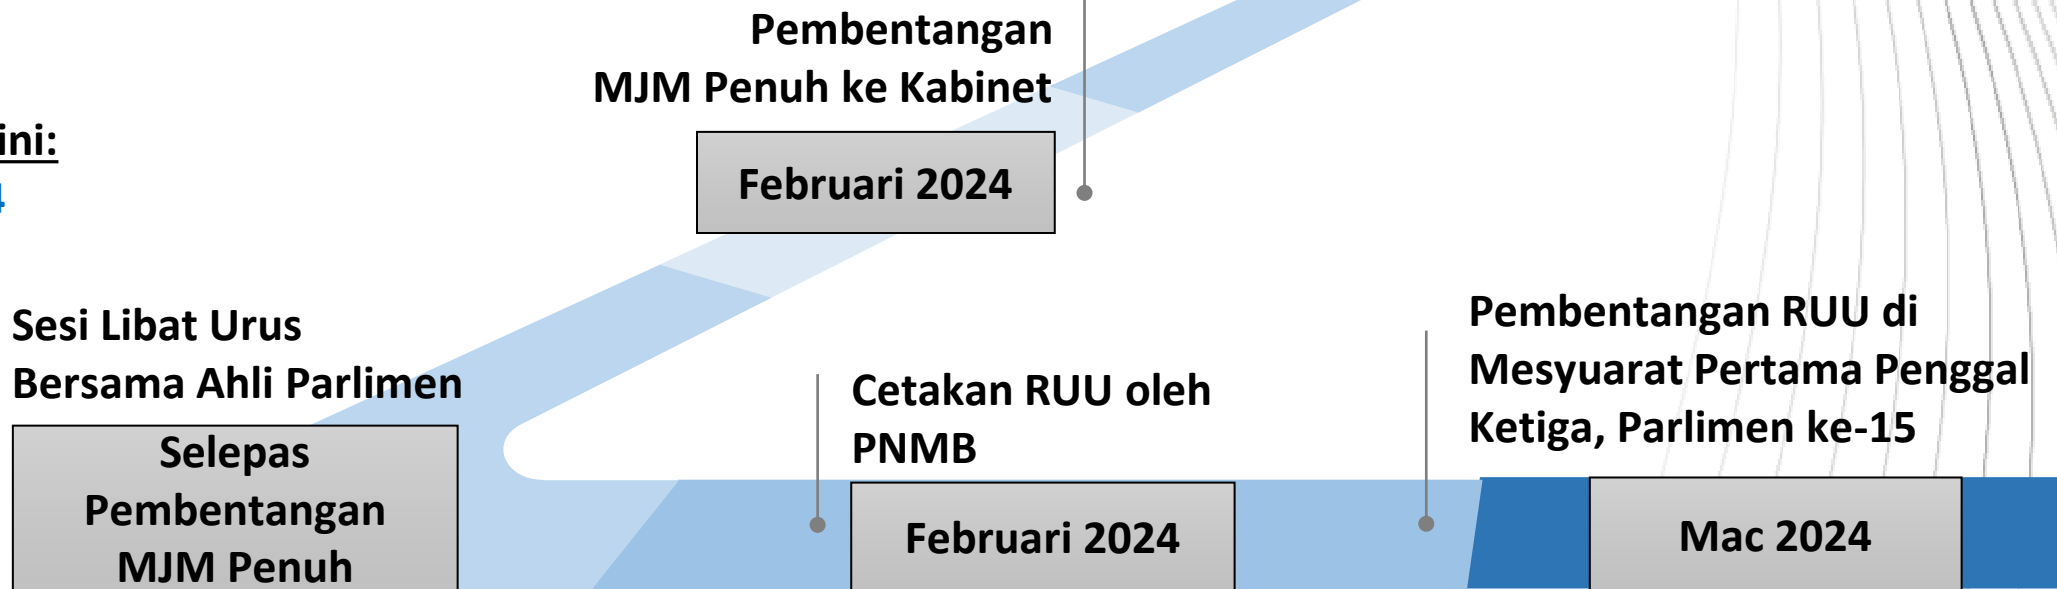 Pembentangan
MJM Penuh ke Kabinet
Februari 2024
ini:
4
Sesi Libat Urus
Bersama Ahli Parlimen
Selepas
Pembentangan
MJM Penuh
Cetakan RUU oleh
PNMB
Februari 2024
Pembentangan RUU di
Mesyuarat Pertama Penggal
Ketiga, Parlimen ke-15
Mac 2024